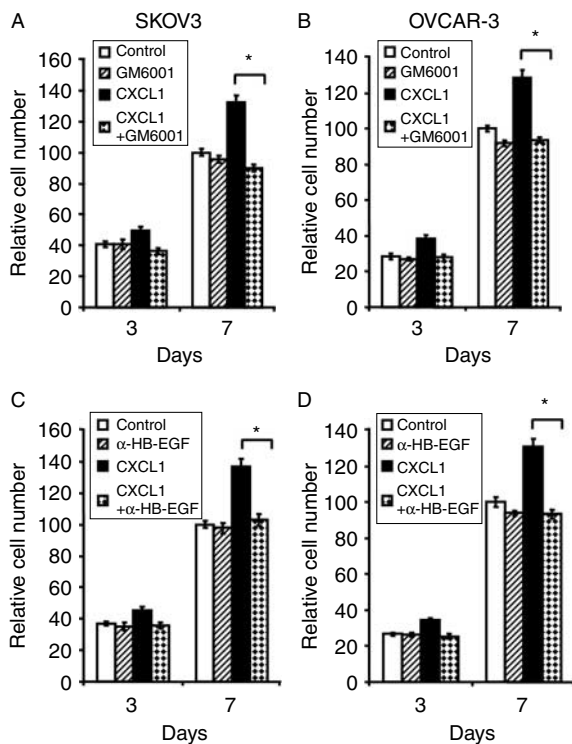 A
SKOV3
Relative cell number
160
140
120
100
80
60
40
20
0
Control
GM6001
CXCL1
CXCL1
+GM6001
*
3
7
Days
B
OVCAR-3
Relative cell number
140
120
100
80
60
40
20
0
Control
GM6001
CXCL1
CXCL1
+GM6001
*
3
7
Days
C
Relative cell number
160
140
120
100
80
60
40
20
0
Control
α-HB-EGF
CXCL1
CXCL1
+α-HB-EGF
*
3
7
Days
D
Relative cell number
140
120
100
80
60
40
20
0
Control
α-HB-EGF
CXCL1
CXCL1
+α-HB-EGF
*
3
7
Days